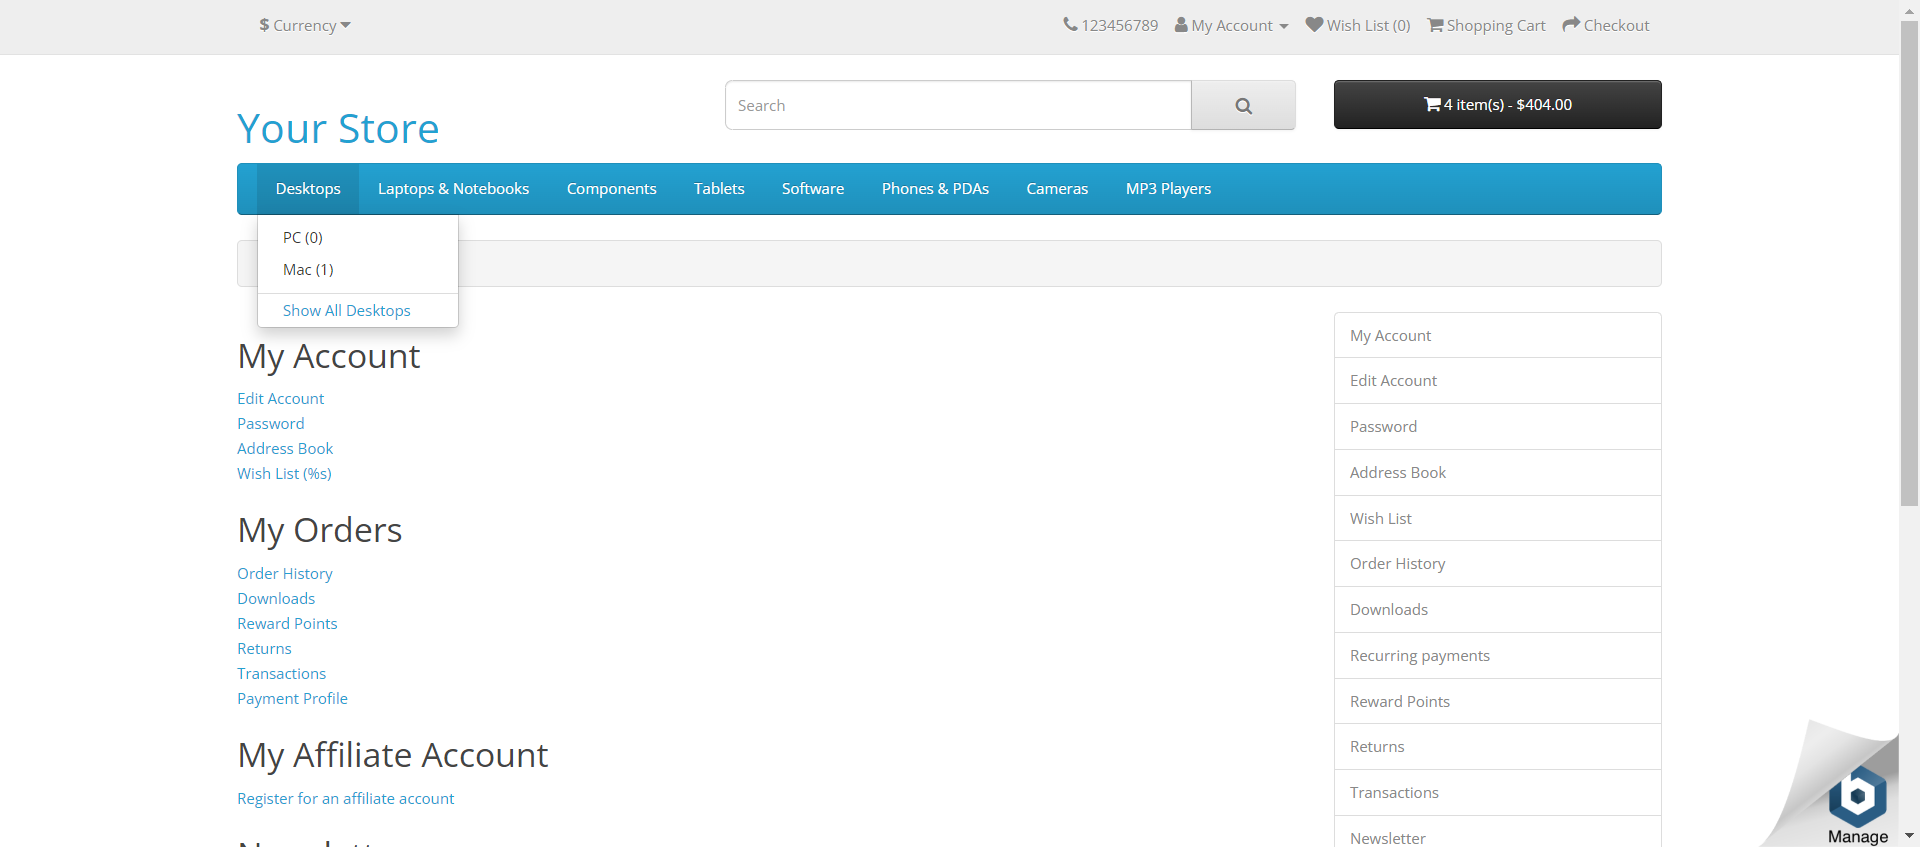 $ Currency
123456789 My Account Wish List (0) Shopping Cart Checkout
Your Store
Search
4 item(s) - $404.00
Desktops Laptops & Notebooks Components Tablets Software Phones & PDAs Cameras MP3 Players
PC (0)
Mac (1)
Show All Desktops
My Account
Edit Account
Password
Address Book
Wish List (%s)
My Orders
Order History
Downloads
Reward Points
Returns
Transactions
Payment Profile
My Affiliate Account
Register for an affiliate account
My Account
Edit Account
Password
Address Book
Wish List
Order History
Downloads
Recurring payments
Reward Points
Returns
Transactions
Newsletter
b
Manage